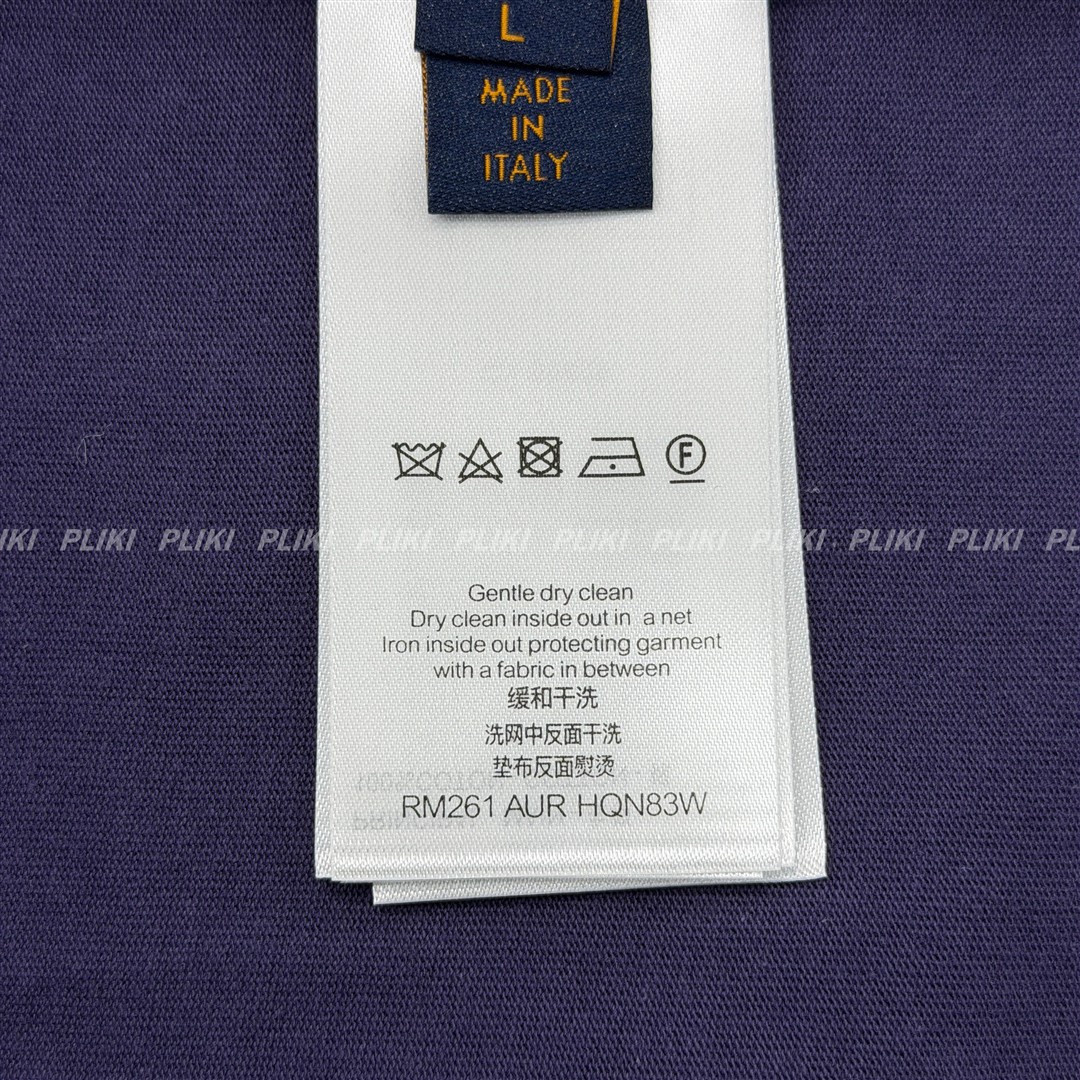 L
MADE
IN
ITALY
F
PLIKI PLIKI PLIKI PLIKI PLIKI PLIKI PLIKI PLIKI PLIKI PLIKI
Gentle dry clean
Dry clean inside out in a net
Iron inside out protecting garment
with a fabric in between
缓和干洗
洗网中反面干洗
垫布反面熨烫
RM261 AUR HQN83W